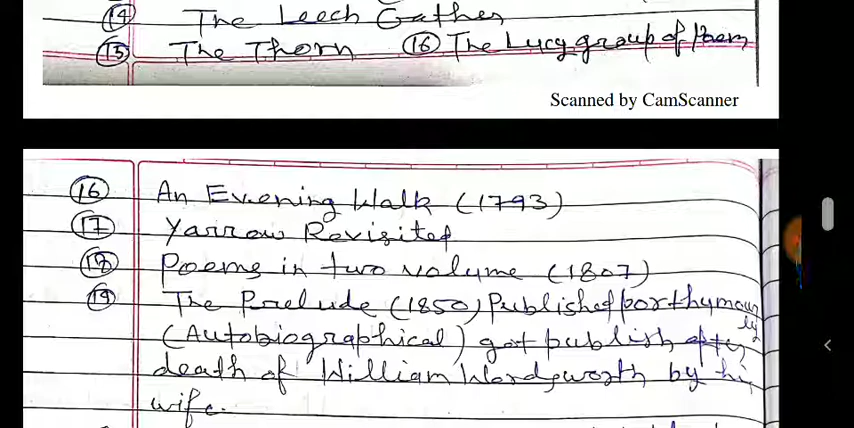 (14) The Leech Gather
(15) The Thorn (16) The Lucy group of Poem
Scanned by CamScanner
(16) An Evening Walk (1793)
(17) Yarrow Revisited
(18) Poems in two volume (1807)
(19) The Prelude (1850) Published porthymously
(Autobiographical) got publish after
death of William Wordsworth by his
wife.